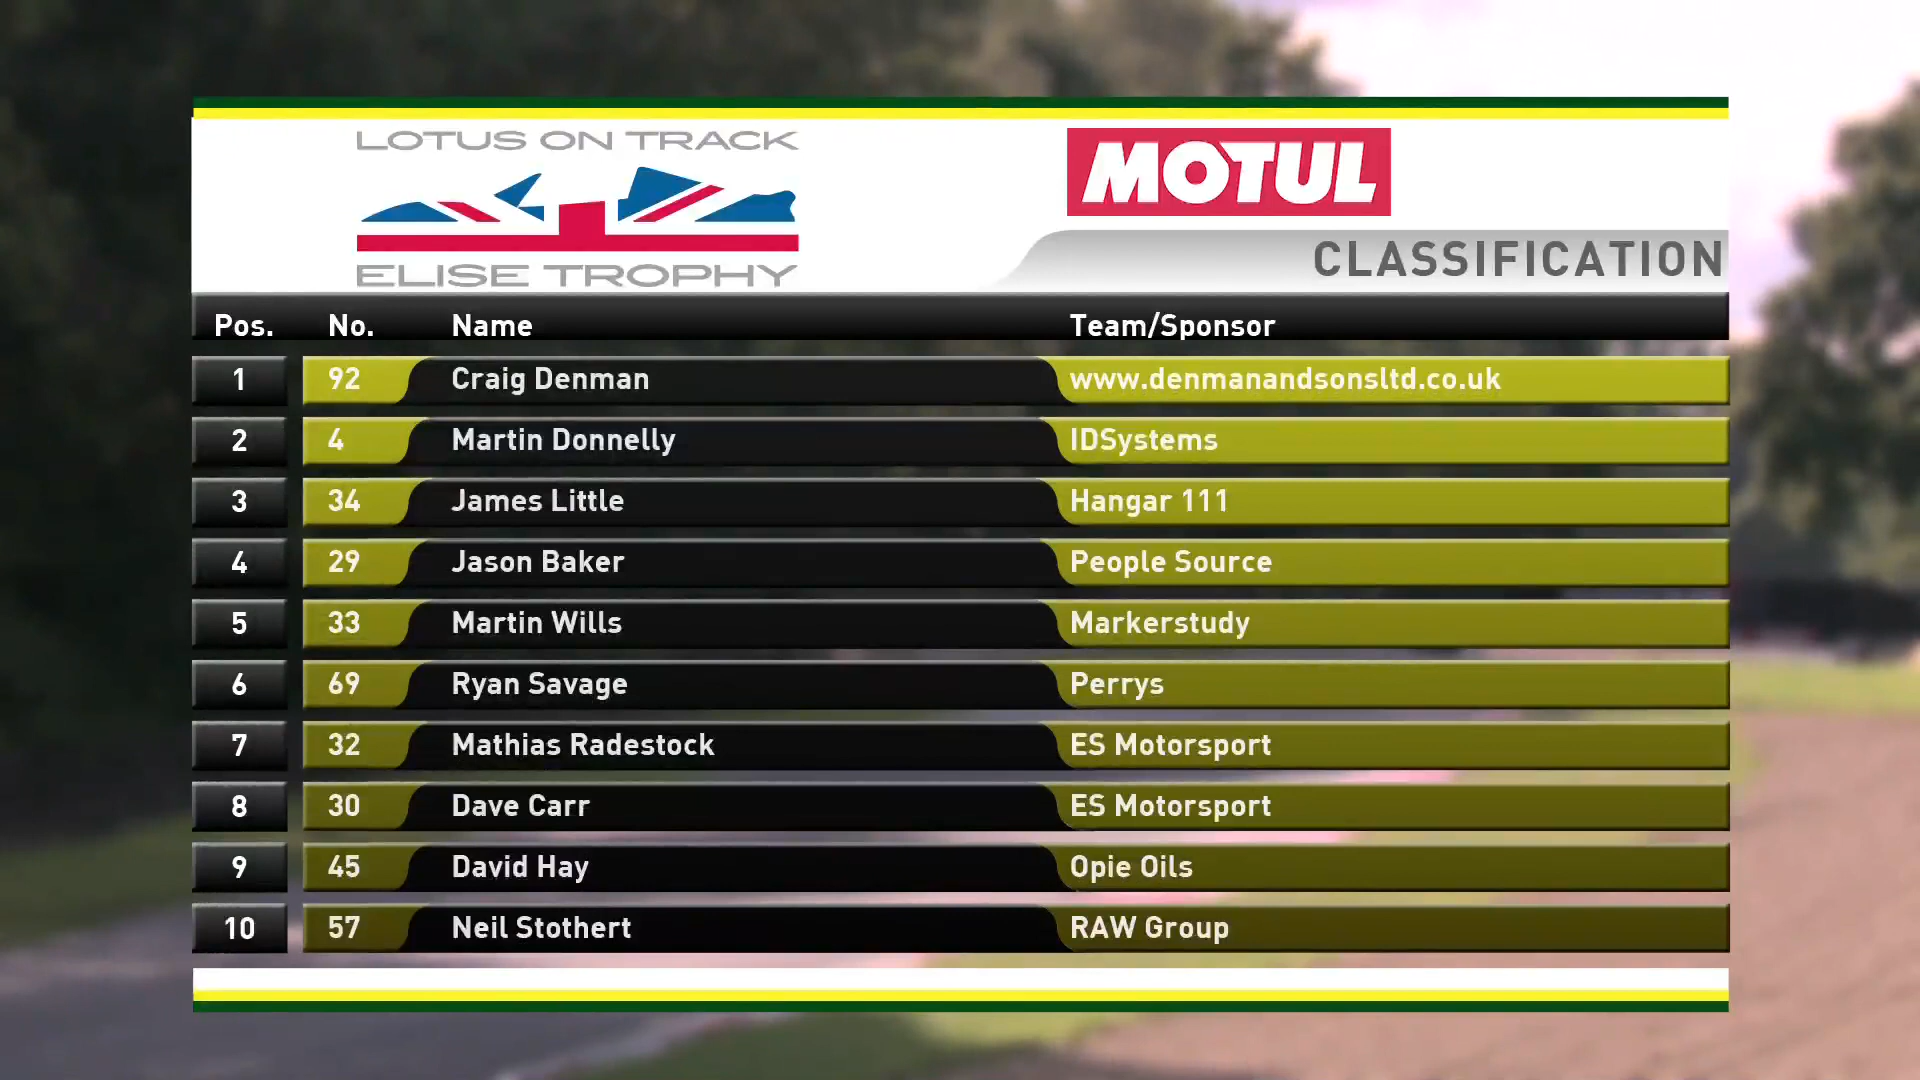 LOTUS ON TRACK
ELISE TROPHY
MOTUL
CLASSIFICATION
Pos. No. Name Team/Sponsor
1 92 Craig Denman www.denmanandsonsltd.co.uk
2 4 Martin Donnelly IDSystems
3 34 James Little Hangar 111
4 29 Jason Baker People Source
5 33 Martin Wills Markerstudy
6 69 Ryan Savage Perrys
7 32 Mathias Radestock ES Motorsport
8 30 Dave Carr ES Motorsport
9 45 David Hay Opie Oils
10 57 Neil Stothert RAW Group